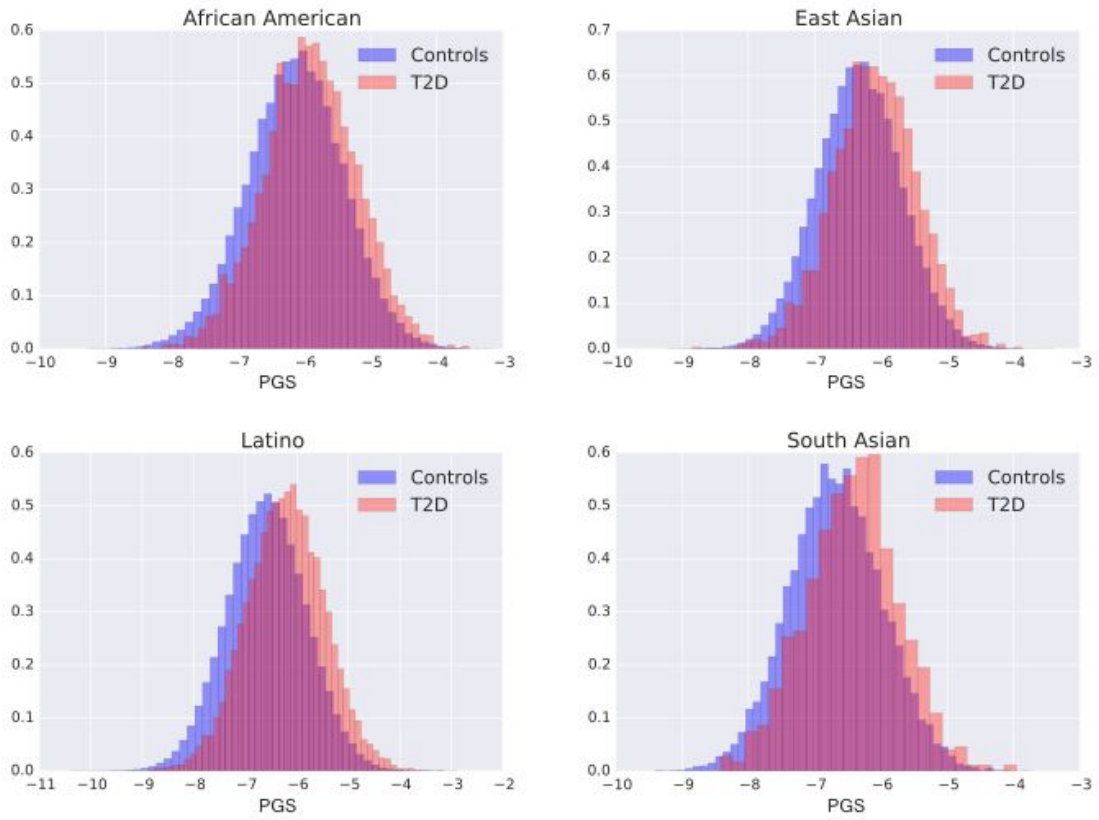 African American
0.6
0.5
0.4
0.3
0.2
0.1
0.0
Controls
T2D
−10 −9 −8 −7 −6 −5 −4 −3
PGS
East Asian
0.7
0.6
0.5
0.4
0.3
0.2
0.1
0.0
Controls
T2D
−10 −9 −8 −7 −6 −5 −4 −3
PGS
Latino
0.6
0.5
0.4
0.3
0.2
0.1
0.0
Controls
T2D
−11 −10 −9 −8 −7 −6 −5 −4 −3 −2
PGS
South Asian
0.6
0.5
0.4
0.3
0.2
0.1
0.0
Controls
T2D
−10 −9 −8 −7 −6 −5 −4 −3
PGS